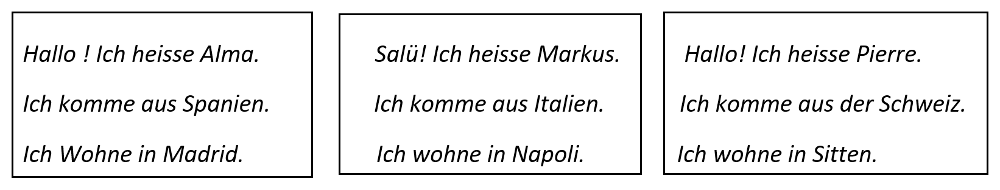 Hallo ! Ich heisse Alma.
Ich komme aus Spanien.
Ich Wohne in Madrid.
Salü! Ich heisse Markus.
Ich komme aus Italien.
Ich wohne in Napoli.
Hallo! Ich heisse Pierre.
Ich komme aus der Schweiz.
Ich wohne in Sitten.